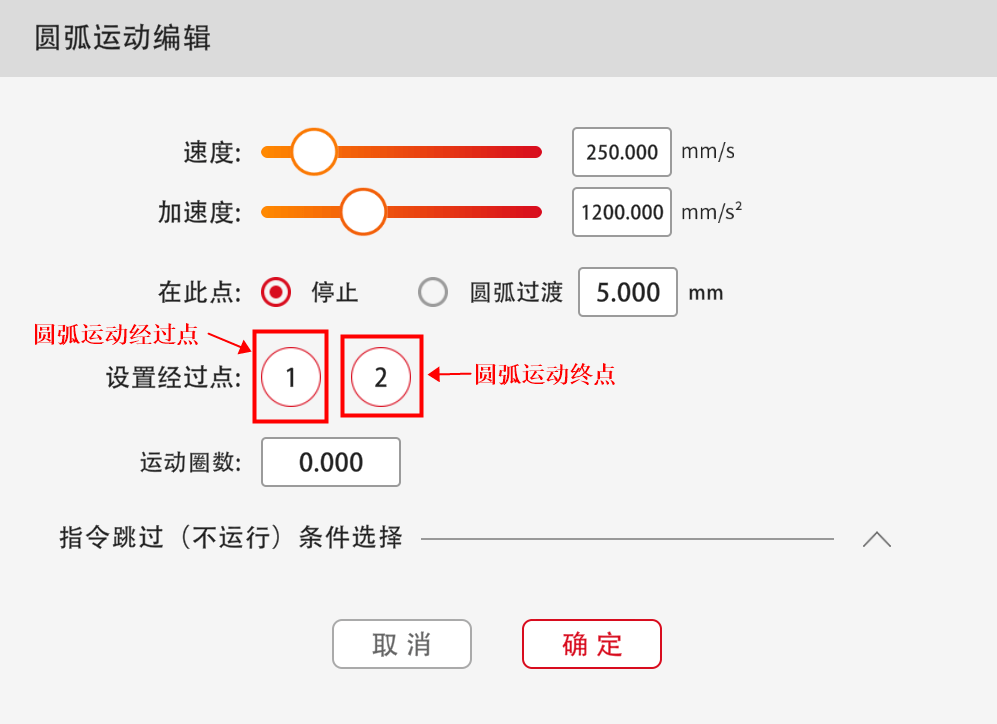 圆弧运动编辑
速度: 250.000 mm/s
加速度: 1200.000 mm/s²
在此点: 停止 圆弧过渡 5.000 mm
圆弧运动经过点
设置经过点: 1 2 圆弧运动终点
运动圈数: 0.000
指令跳过（不运行）条件选择
取消 确定